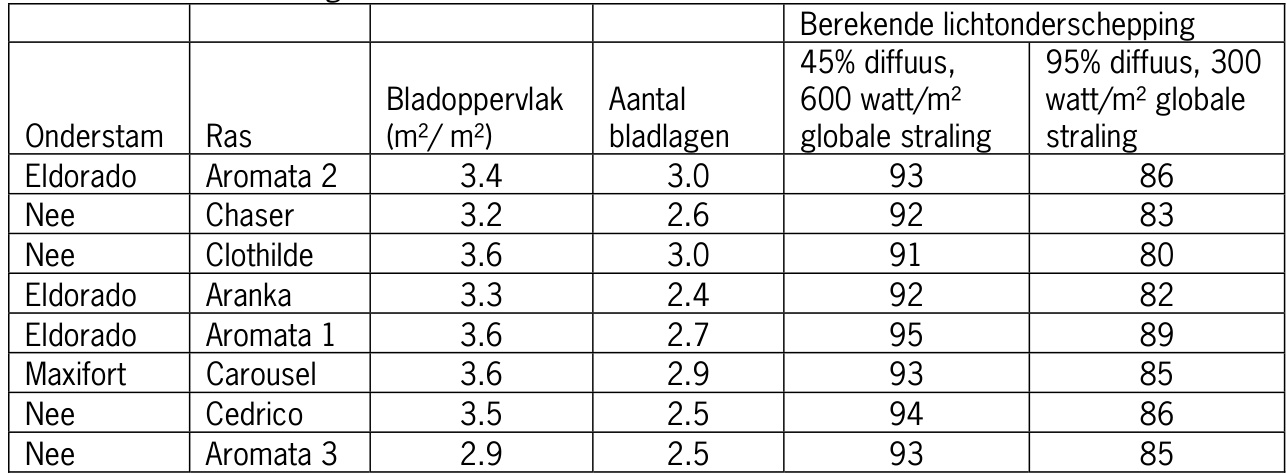 Berekende lichtonderschepping
Onderstam Ras Bladoppervlak (m²/ m²) Aantal bladlagen 45% diffuus, 600 watt/m² globale straling 95% diffuus, 300 watt/m² globale straling
Eldorado Aromata 2 3.4 3.0 93 86
Nee Chaser 3.2 2.6 92 83
Nee Clothilde 3.6 3.0 91 80
Eldorado Aranka 3.3 2.4 92 82
Eldorado Aromata 1 3.6 2.7 95 89
Maxifort Carousel 3.6 2.9 93 85
Nee Cedrico 3.5 2.5 94 86
Nee Aromata 3 2.9 2.5 93 85